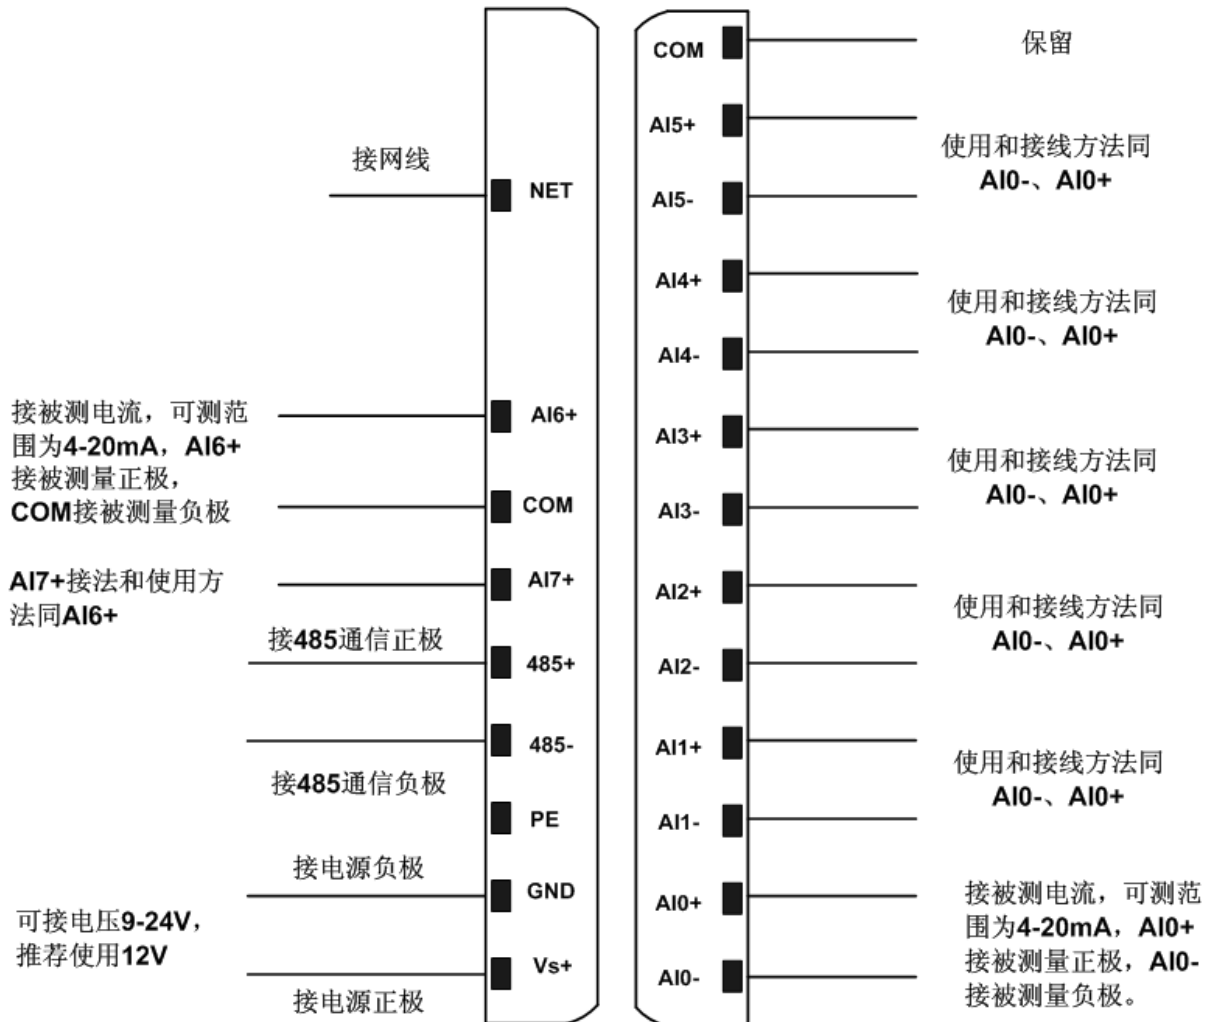 接网线
NET
接被测电流，可测范
围为4-20mA，AI6+
接被测量正极，
COM接被测量负极
AI6+
COM
AI7+接法和使用方
法同AI6+
AI7+
接485通信正极
485+
485-
接485通信负极
PE
接电源负极
GND
可接电压9-24V，
推荐使用12V
Vs+
接电源正极
COM
保留
AI5+
使用和接线方法同
AI0-、AI0+
AI5-
AI4+
使用和接线方法同
AI0-、AI0+
AI4-
AI3+
使用和接线方法同
AI0-、AI0+
AI3-
AI2+
使用和接线方法同
AI0-、AI0+
AI2-
AI1+
使用和接线方法同
AI0-、AI0+
AI1-
AI0+
接被测电流，可测范
围为4-20mA，AI0+
接被测量正极，AI0-
接被测量负极。
AI0-